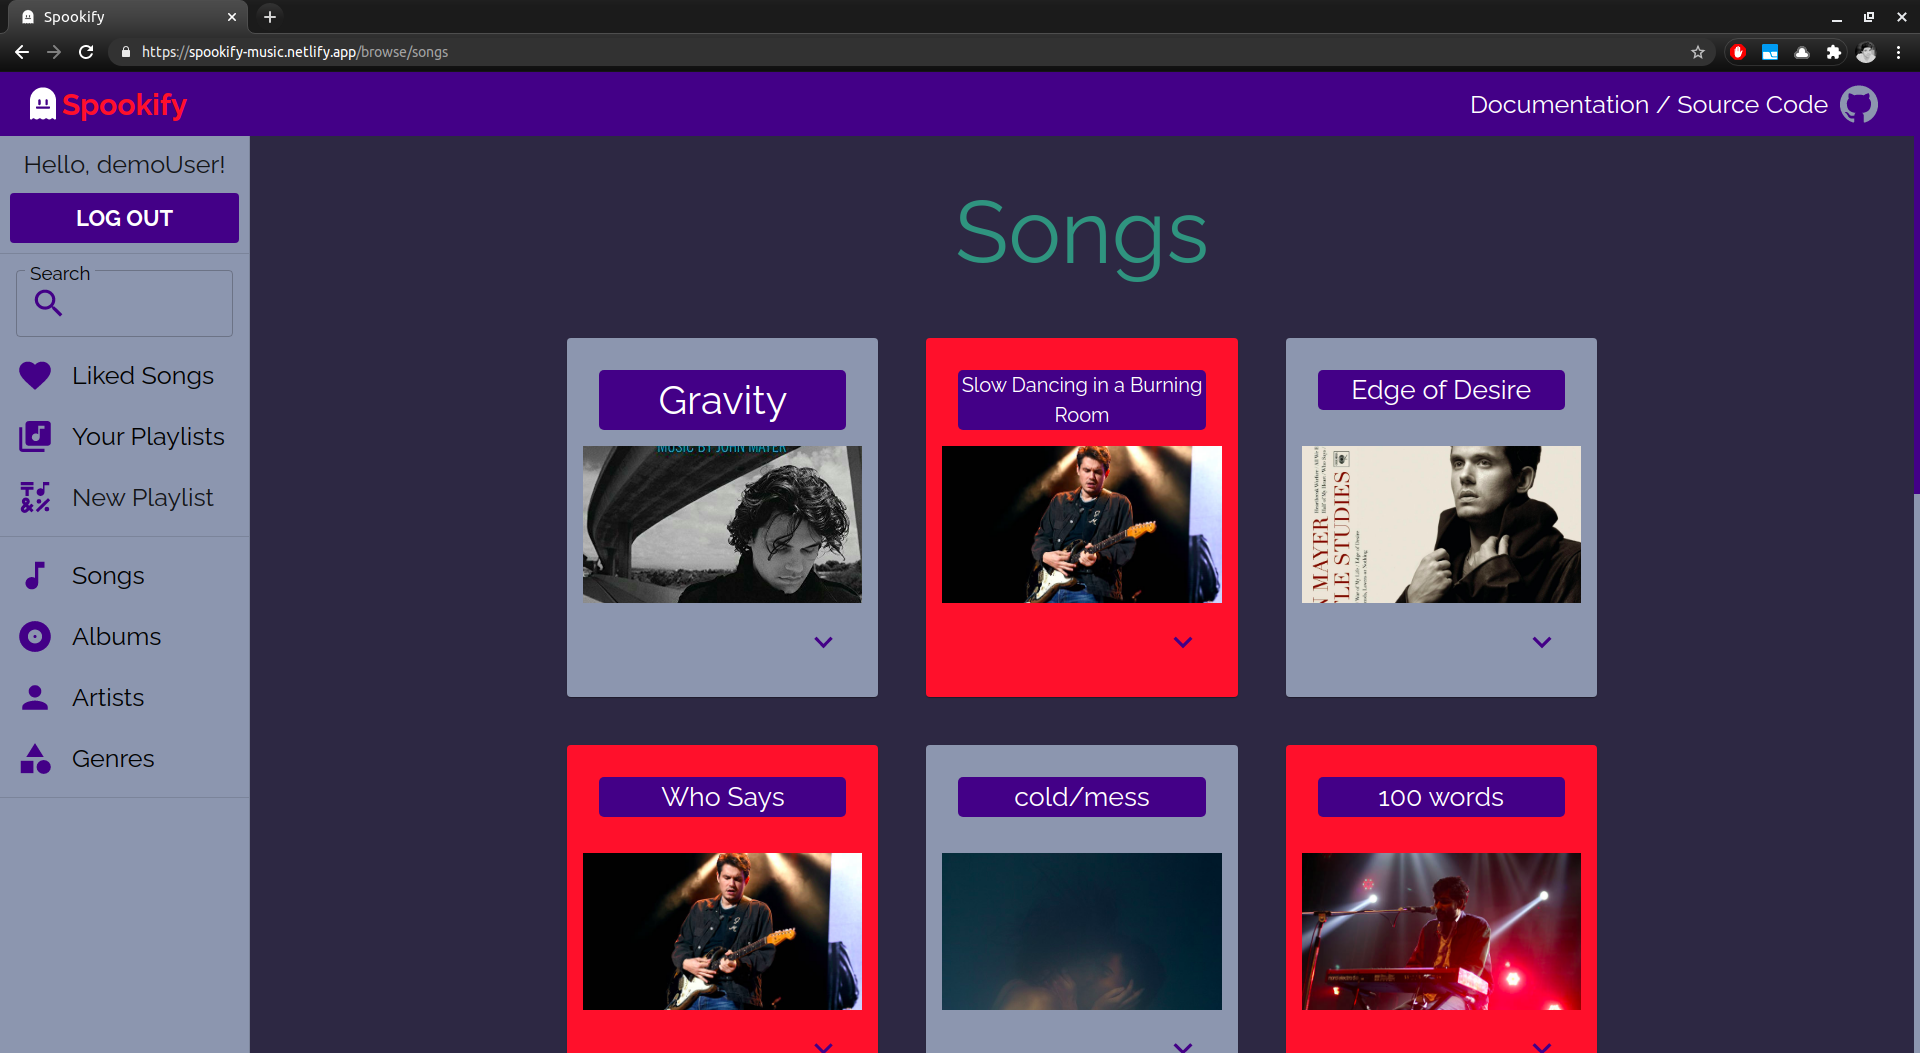 Spookify
https://spookify-music.netlify.app/browse/songs
Spookify
Documentation / Source Code
Hello, demoUser!
LOG OUT
Search
Liked Songs
Your Playlists
New Playlist
Songs
Albums
Artists
Genres
Songs
Gravity
MUSIC BY JOHN MAYER
Slow Dancing in a Burning
Room
Edge of Desire
MAYER
STUDIES
Who Says
cold/mess
100 words